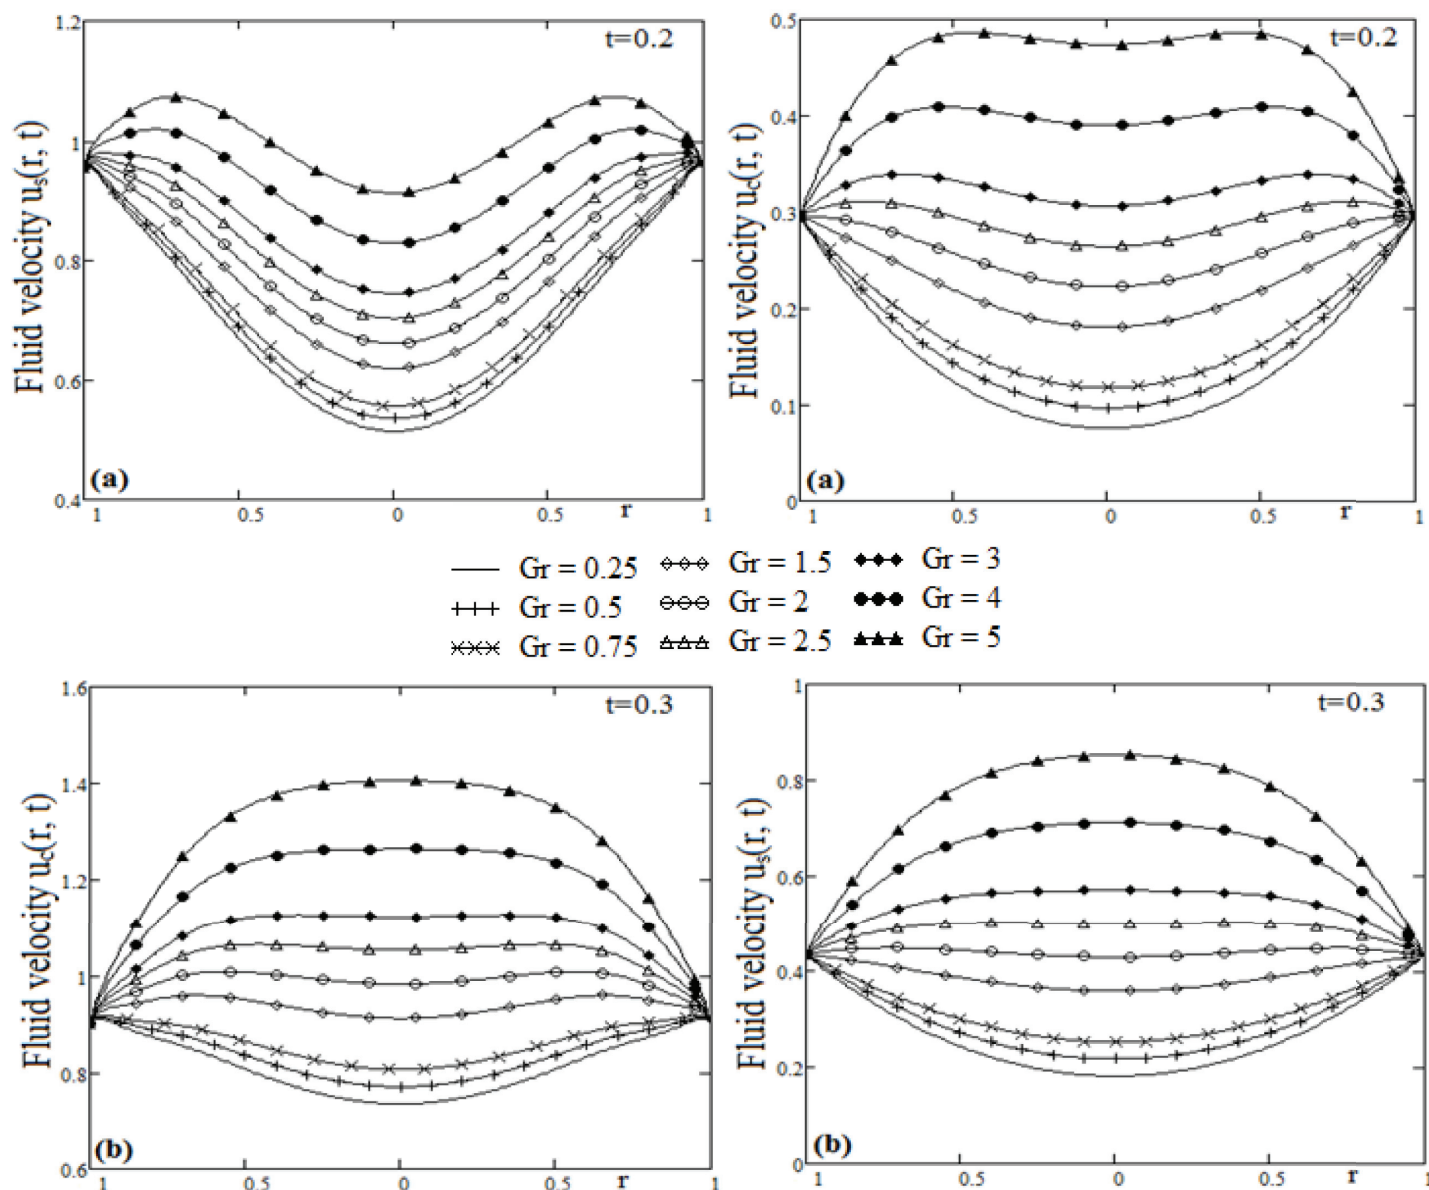 1.2
t=0.2
1
0.8
0.6
0.4
Fluid velocity u_s(r, t)
(a)
1 0.5 0 0.5 r 1
0.5
t=0.2
0.4
0.3
0.2
0.1
0
Fluid velocity u_c(r, t)
(a)
1 0.5 0 0.5 r 1
Gr = 0.25 Gr = 1.5 Gr = 3
Gr = 0.5 Gr = 2 Gr = 4
Gr = 0.75 Gr = 2.5 Gr = 5
1.6
t=0.3
1.4
1.2
1
0.8
0.6
Fluid velocity u_c(r, t)
(b)
1 0.5 0 0.5 r 1
1
t=0.3
0.8
0.6
0.4
0.2
0
Fluid velocity u_s(r, t)
(b)
1 0.5 0 0.5 r 1